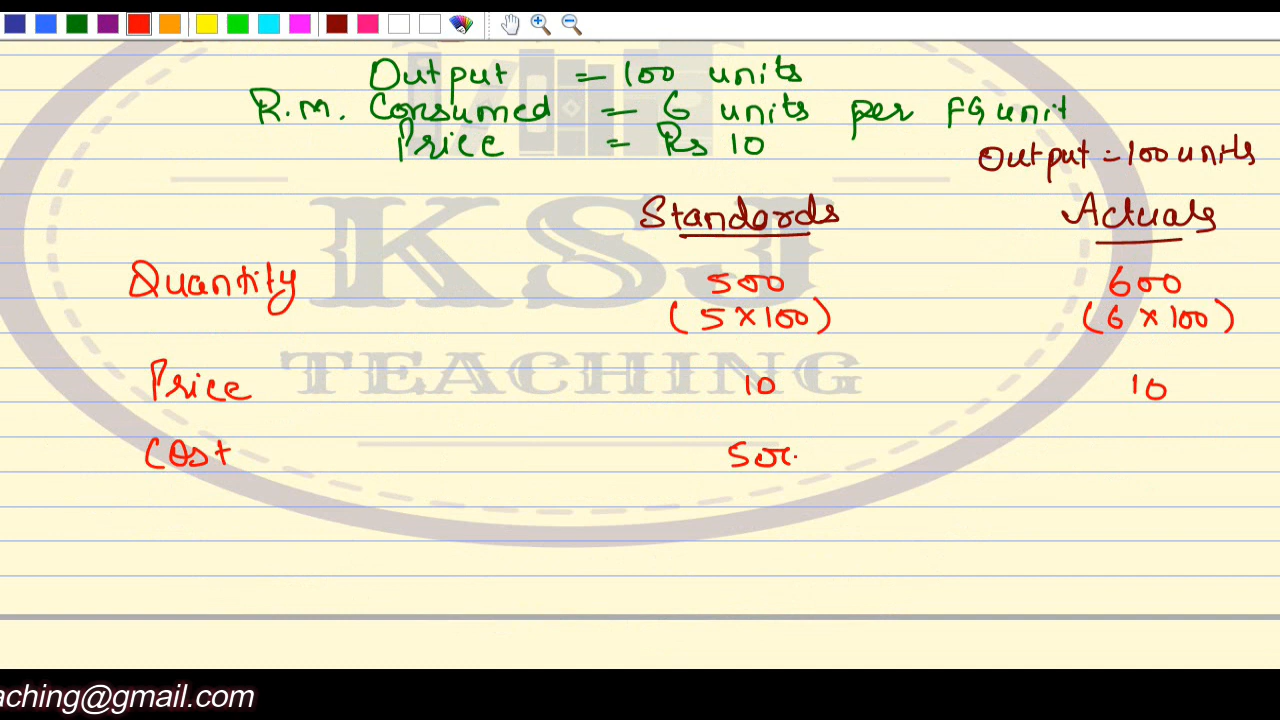 Output = 100 units
R.M. Consumed = 6 units per FG unit
Price = Rs 10
Output = 100 units
Standards Actuals
Quantity 500 600
(5 × 100) (6 × 100)
Price 10 10
Cost 500
KSJ
TEACHING
aching@gmail.com